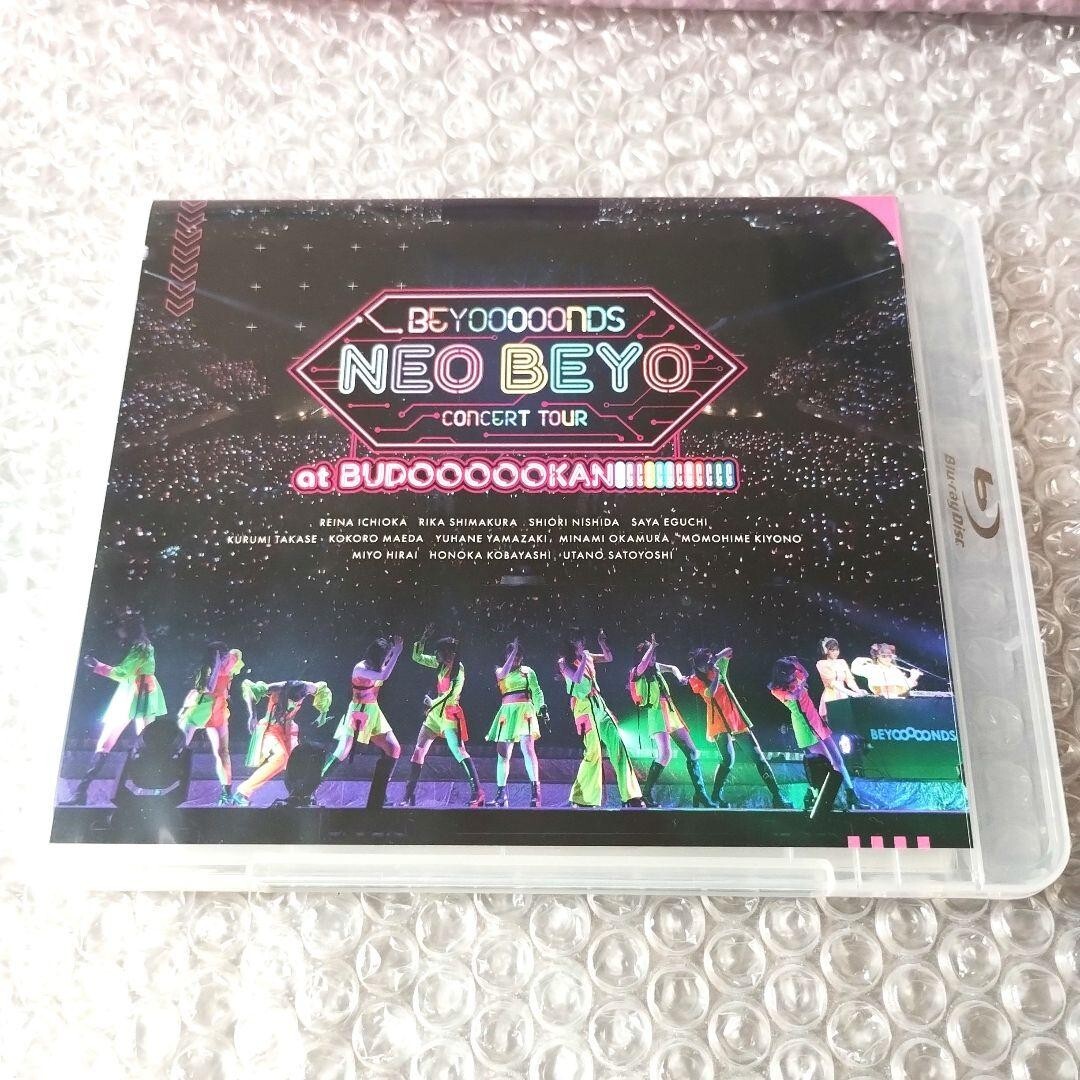 BEYOOOOONDS
NEO BEYO
CONCERT TOUR
at BUDOOOOOKAN!!!!!!!!!!!!
REINA ICHIOKA RIKA SHIMAKURA SHIORI NISHIDA SAYA EGUCHI
KURUMI TAKASE KOKORO MAEDA YUHANE YAMAZAKI MINAMI OKAMURA MOMOHIME KIYONO
MIYO HIRAI HONOKA KOBAYASHI UTANO SATOYOSHI
BEYOOOOONDS
Blu-ray Disc